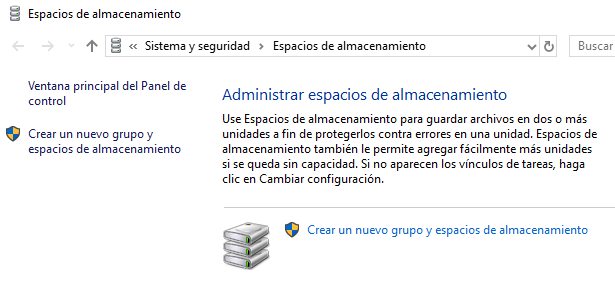 Espacios de almacenamiento
« Sistema y seguridad > Espacios de almacenamiento
Buscar
Ventana principal del Panel de
control
Crear un nuevo grupo y
espacios de almacenamiento
Administrar espacios de almacenamiento
Use Espacios de almacenamiento para guardar archivos en dos o más
unidades a fin de protegerlos contra errores en una unidad. Espacios de
almacenamiento también le permite agregar fácilmente más unidades
si se queda sin capacidad. Si no aparecen los vínculos de tareas, haga
clic en Cambiar configuración.
Crear un nuevo grupo y espacios de almacenamiento